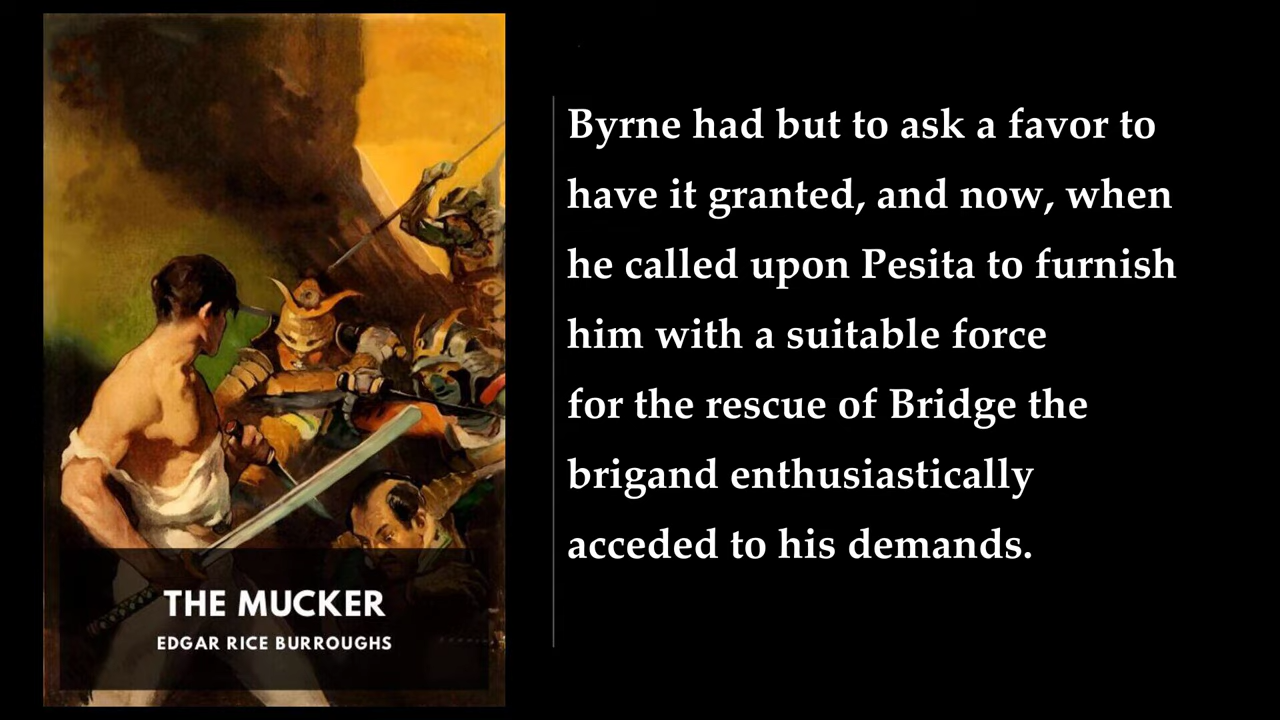 THE MUCKER
EDGAR RICE BURROUGHS
Byrne had but to ask a favor to
have it granted, and now, when
he called upon Pesita to furnish
him with a suitable force
for the rescue of Bridge the
brigand enthusiastically
acceded to his demands.